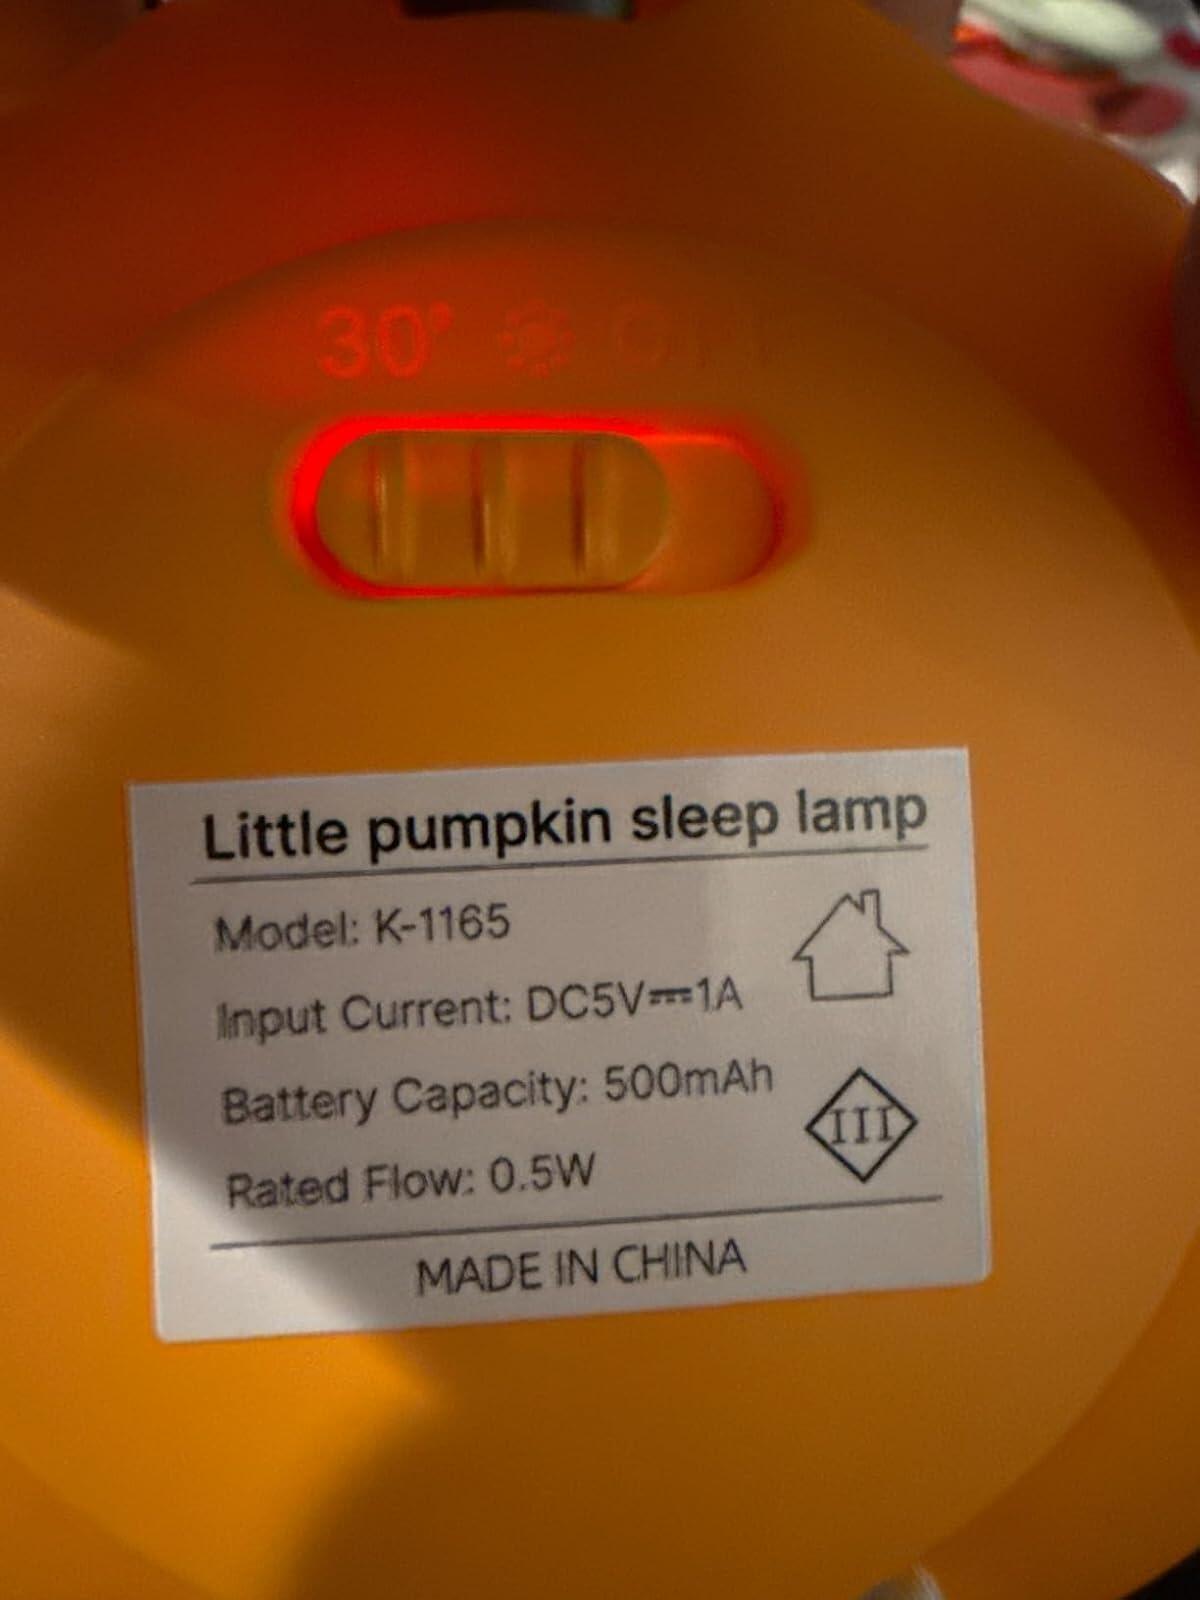 30' OFF
Little pumpkin sleep lamp
Model: K-1165
Input Current: DC5V⎓1A
Battery Capacity: 500mAh
Rated Flow: 0.5W
III
MADE IN CHINA